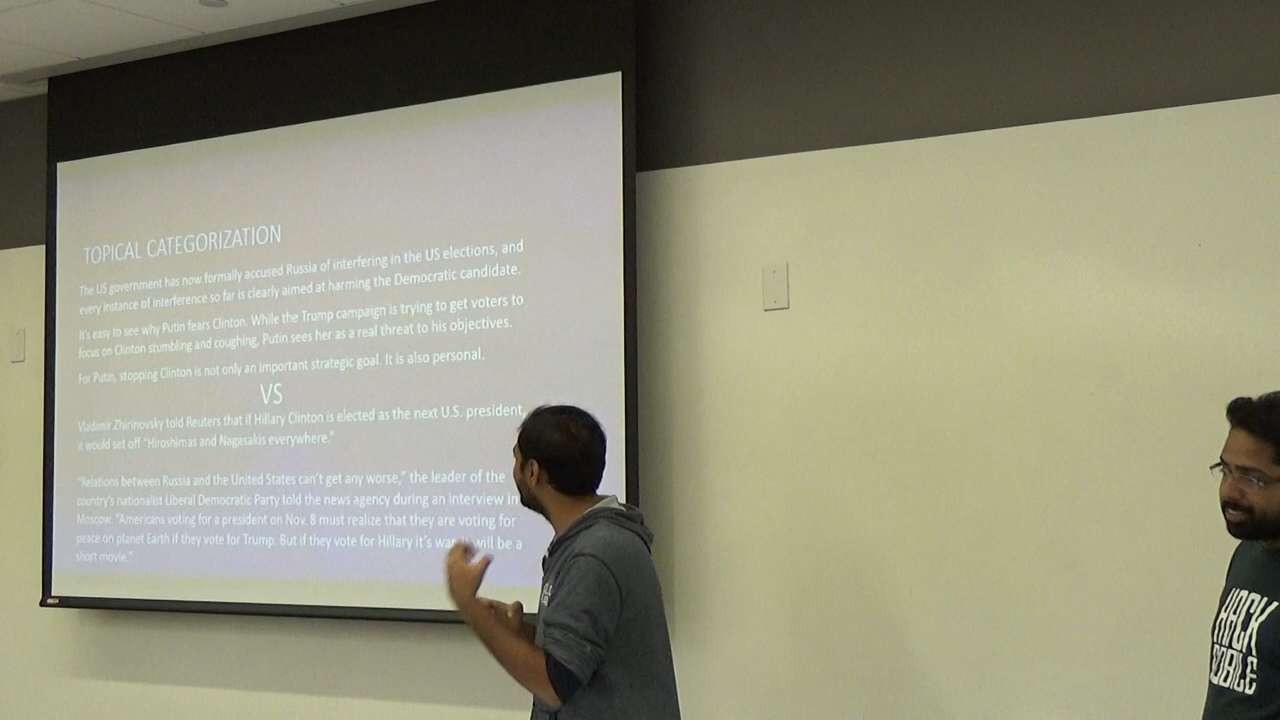 TOPICAL CATEGORIZATION
The US government has now formally accused Russia of interfering in the US elections, and
every instance of interference so far is clearly aimed at harming the Democratic candidate.
It's easy to see why Putin fears Clinton. While the Trump campaign is trying to get voters to
focus on Clinton stumbling and coughing, Putin sees her as a real threat to his objectives.
For Putin, stopping Clinton is not only an important strategic goal. It is also personal.
VS
Vladimir Zhirinovsky told Reuters that if Hillary Clinton is elected as the next U.S. president,
it would set off “Hiroshimas and Nagasakis everywhere.”
“Relations between Russia and the United States can't get any worse,” the leader of the
country's nationalist Liberal Democratic Party told the news agency during an interview in
Moscow. “Americans voting for a president on Nov. 8 must realize that they are voting for
peace on planet Earth if they vote for Trump. But if they vote for Hillary it's war. It will be a
short movie.”
HACK